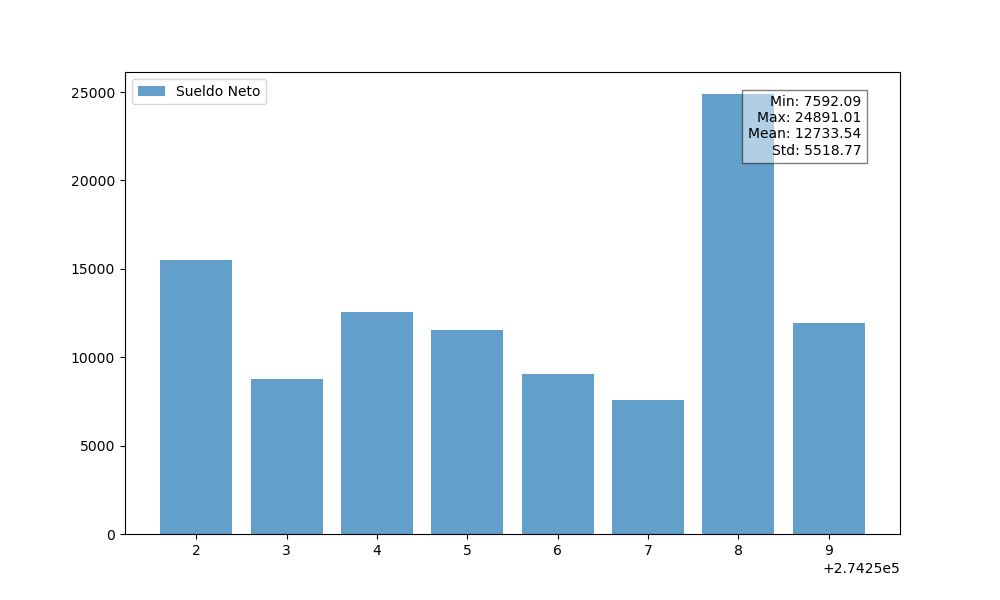 Sueldo Neto
Min: 7592.09
Max: 24891.01
Mean: 12733.54
Std: 5518.77
25000
20000
15000
10000
5000
0
2 3 4 5 6 7 8 9
+2.7425e5